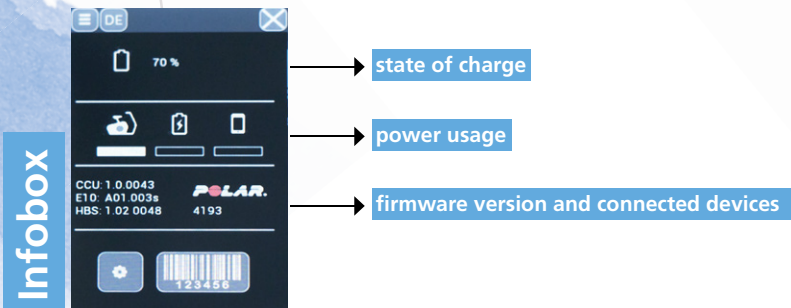 DE
70 %
state of charge
power usage
CCU: 1.0.0043
E10: A01.003s
HBS: 1.02 0048
POLAR.
4193
firmware version and connected devices
123456
Infobox